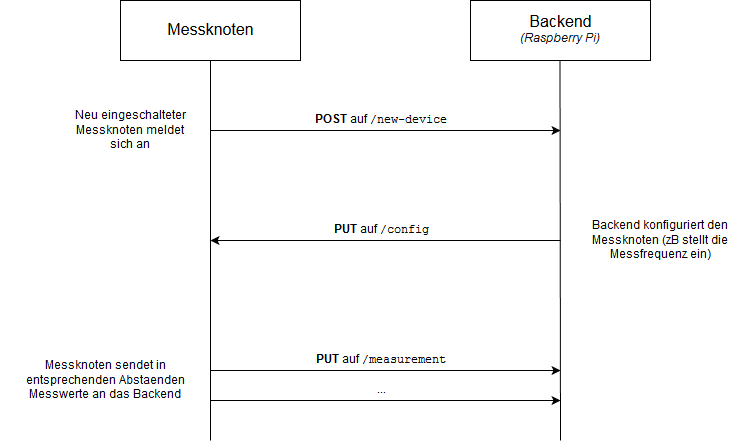 Messknoten
Backend
(Raspberry Pi)
Neu eingeschalteter
Messknoten meldet
sich an
POST auf /new-device
PUT auf /config
Backend konfiguriert den
Messknoten (zB stellt die
Messfrequenz ein)
Messknoten sendet in
entsprechenden Abstaenden
Messwerte an das Backend
PUT auf /measurement
...